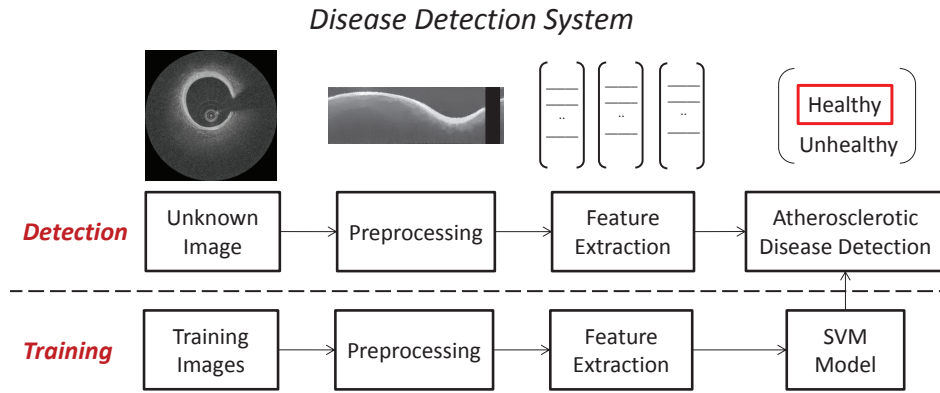 Disease Detection System
Healthy
Unhealthy
Detection
Unknown
Image
Preprocessing
Feature
Extraction
Atherosclerotic
Disease Detection
Training
Training
Images
Preprocessing
Feature
Extraction
SVM
Model